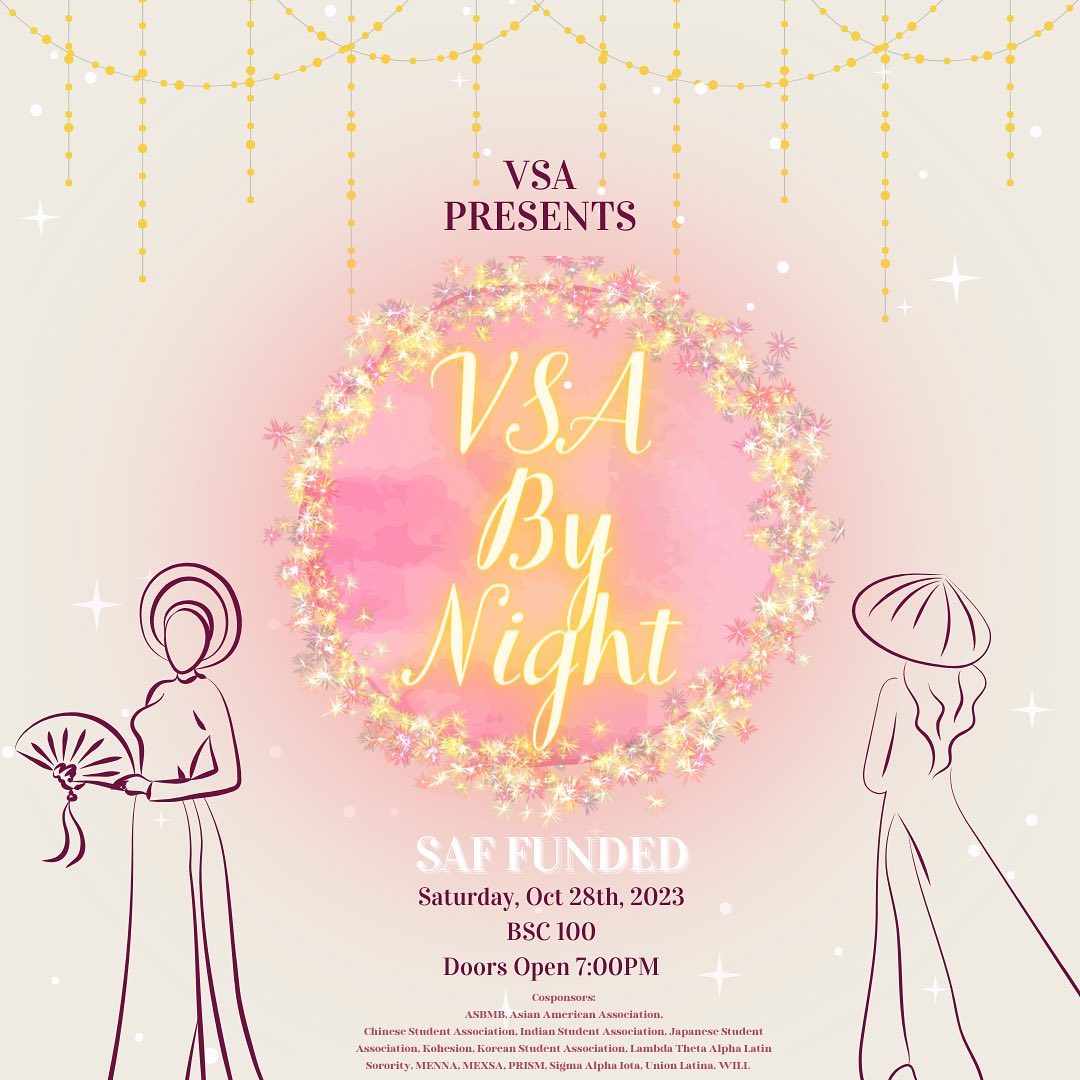 VSA
PRESENTS
VSA
By
Night
SAF FUNDED
Saturday, Oct 28th, 2023
BSC 100
Doors Open 7:00PM
Cosponsors:
ASBMB, Asian American Association,
Chinese Student Association, Indian Student Association, Japanese Student
Association, Kohesion, Korean Student Association, Lambda Theta Alpha Latin
Sorority, MENNA, MEXSA, PRISM, Sigma Alpha Iota, Union Latina, WILL